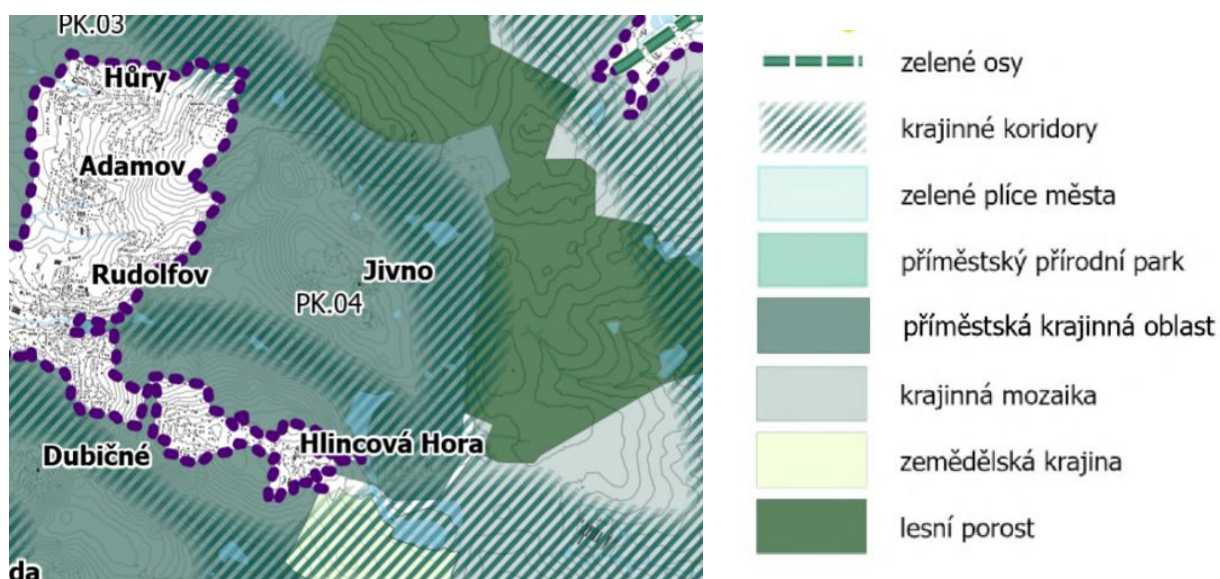 PK.03
Hůry
Adamov
Rudolfov
Jivno
PK.04
Dubičné
Hlincová Hora
da
zelené osy
krajinné koridory
zelené plíce města
příměstský přírodní park
příměstská krajinná oblast
krajinná mozaika
zemědělská krajina
lesní porost